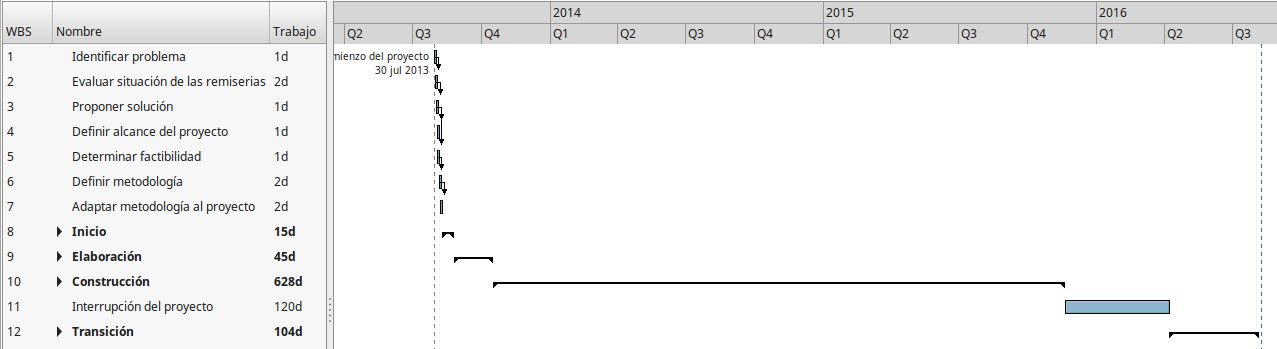 2014 2015 2016
WBS Nombre Trabajo Q2 Q3 Q4 Q1 Q2 Q3 Q4 Q1 Q2 Q3 Q4 Q1 Q2 Q3
1 Identificar problema 1d mienzo del proyecto
30 jul 2013
2 Evaluar situación de las remiserias 2d
3 Proponer solución 1d
4 Definir alcance del proyecto 1d
5 Determinar factibilidad 1d
6 Definir metodología 2d
7 Adaptar metodología al proyecto 2d
8 Inicio 15d
9 Elaboración 45d
10 Construcción 628d
11 Interrupción del proyecto 120d
12 Transición 104d